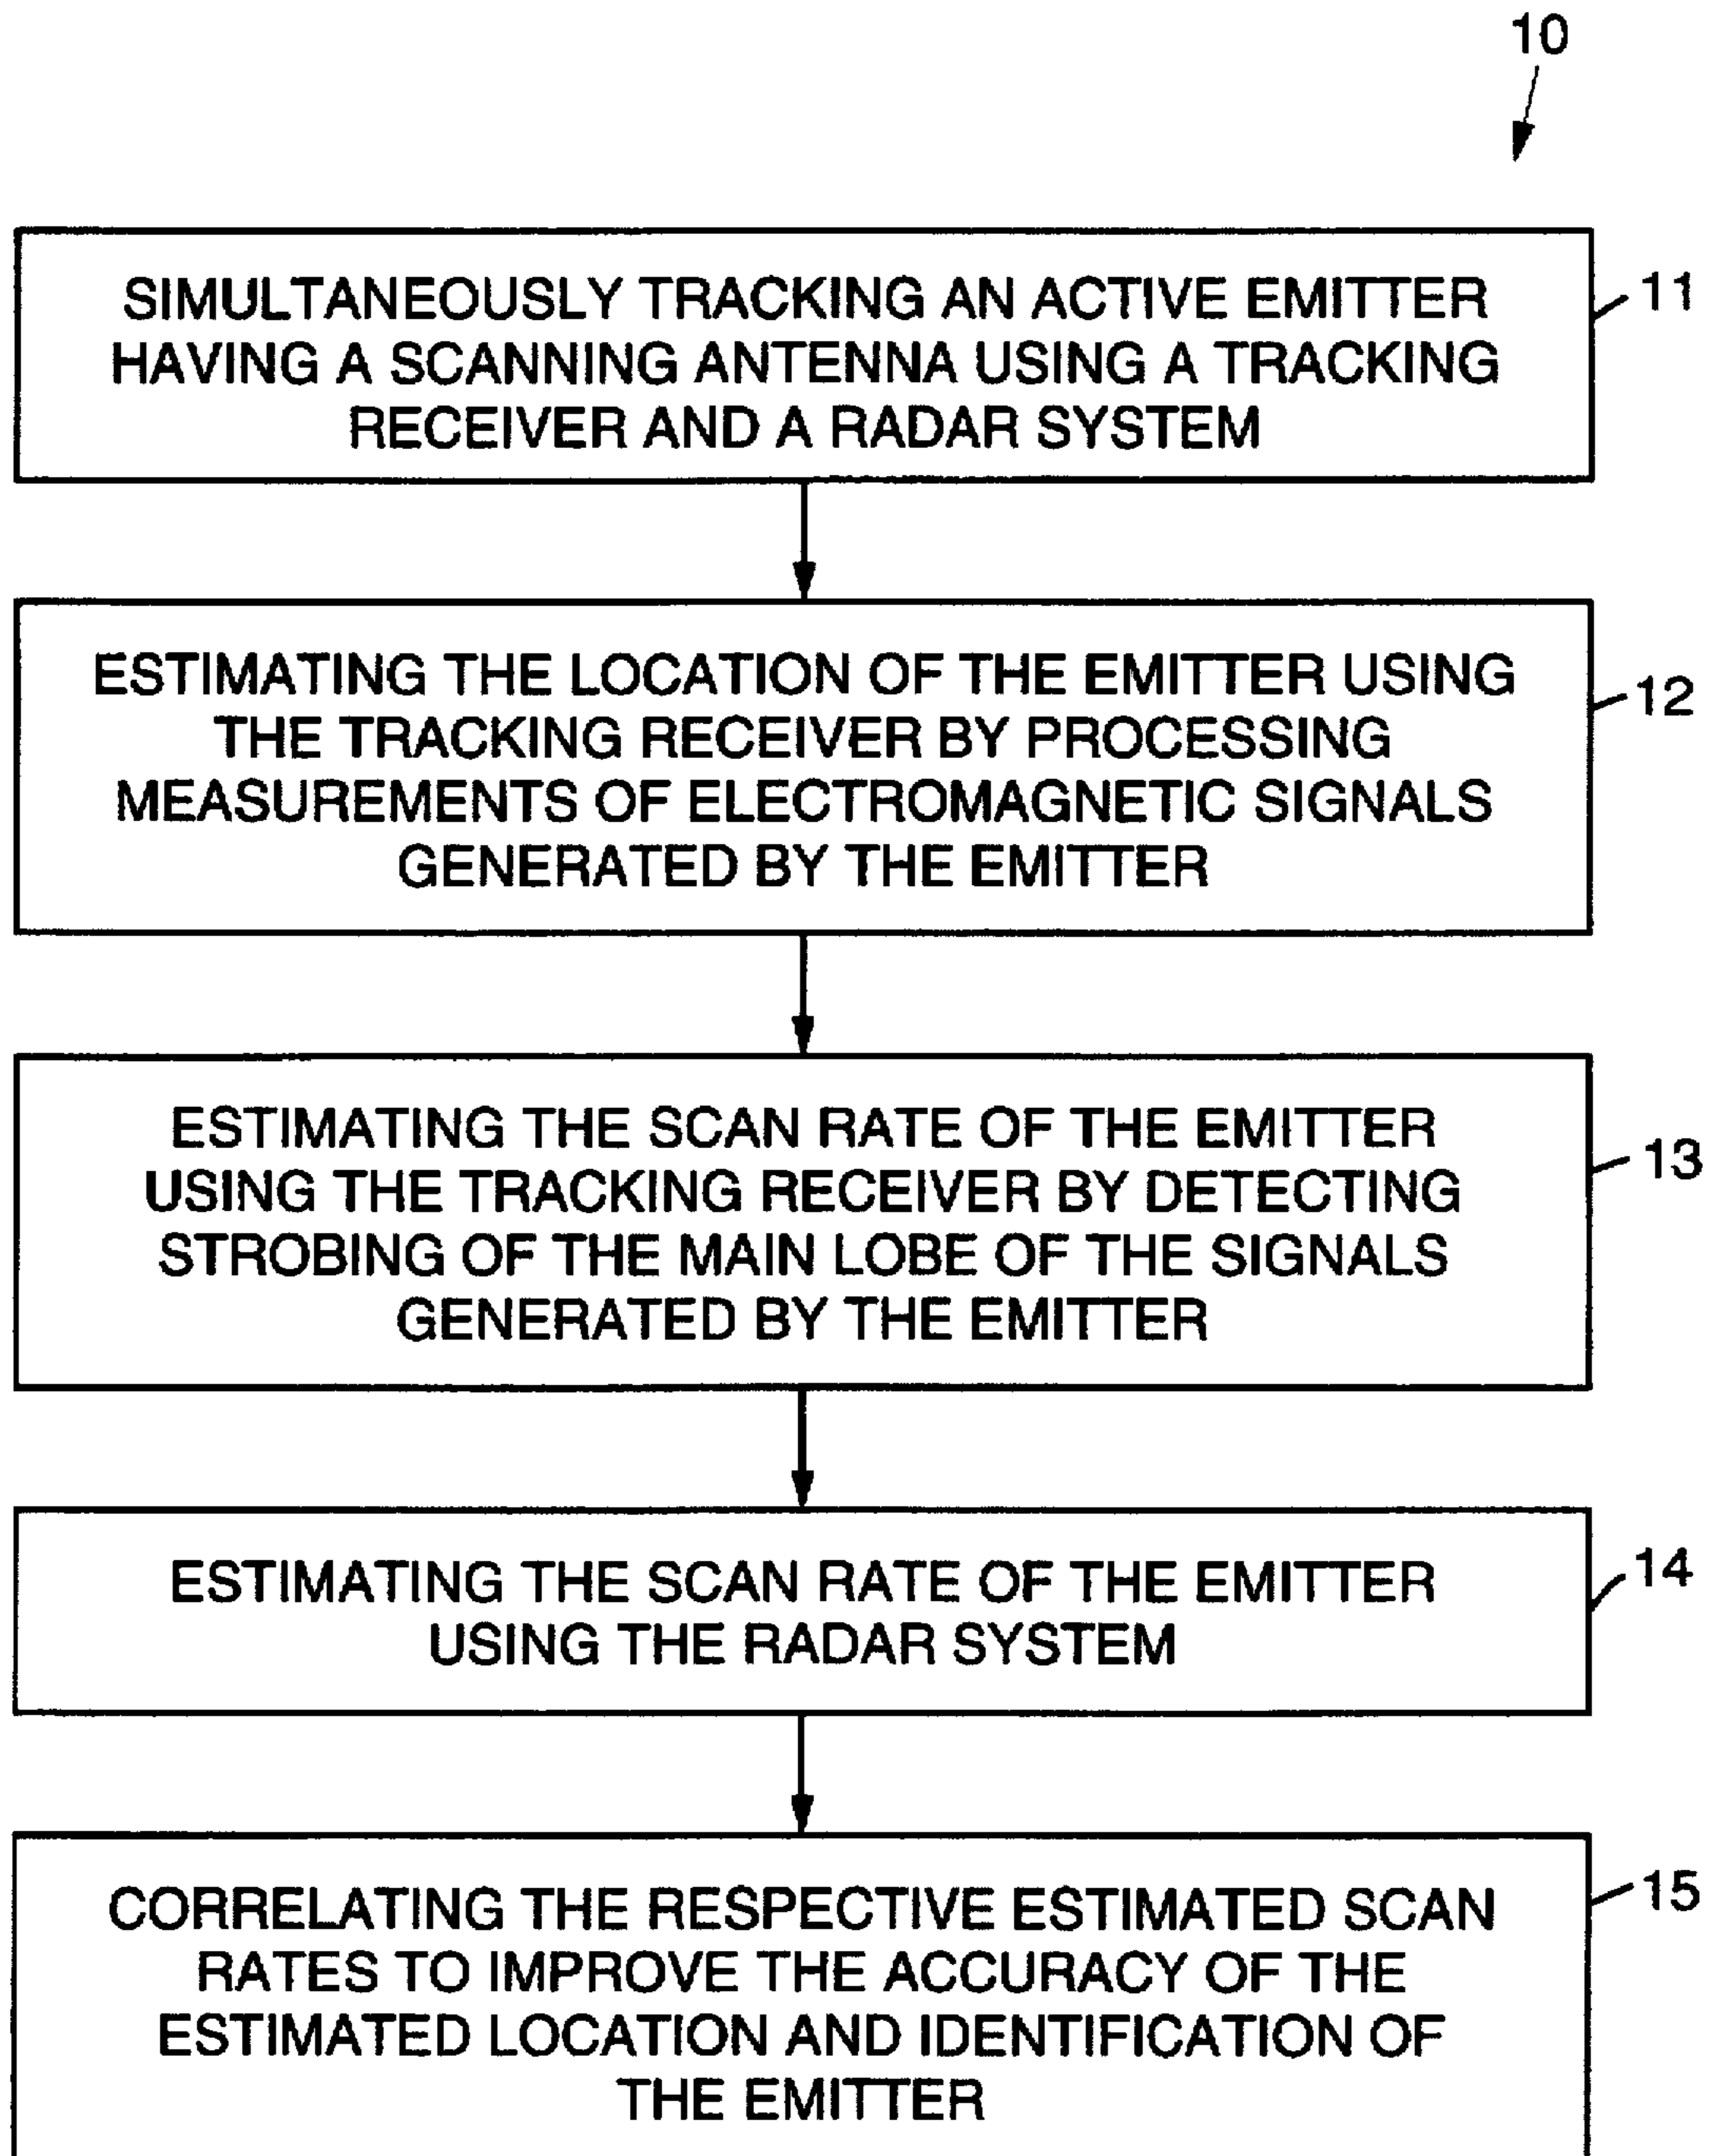 10
SIMULTANEOUSLY TRACKING AN ACTIVE EMITTER
HAVING A SCANNING ANTENNA USING A TRACKING
RECEIVER AND A RADAR SYSTEM
11
ESTIMATING THE LOCATION OF THE EMITTER USING
THE TRACKING RECEIVER BY PROCESSING
MEASUREMENTS OF ELECTROMAGNETIC SIGNALS
GENERATED BY THE EMITTER
12
ESTIMATING THE SCAN RATE OF THE EMITTER
USING THE TRACKING RECEIVER BY DETECTING
STROBING OF THE MAIN LOBE OF THE SIGNALS
GENERATED BY THE EMITTER
13
ESTIMATING THE SCAN RATE OF THE EMITTER
USING THE RADAR SYSTEM
14
CORRELATING THE RESPECTIVE ESTIMATED SCAN
RATES TO IMPROVE THE ACCURACY OF THE
ESTIMATED LOCATION AND IDENTIFICATION OF
THE EMITTER
15